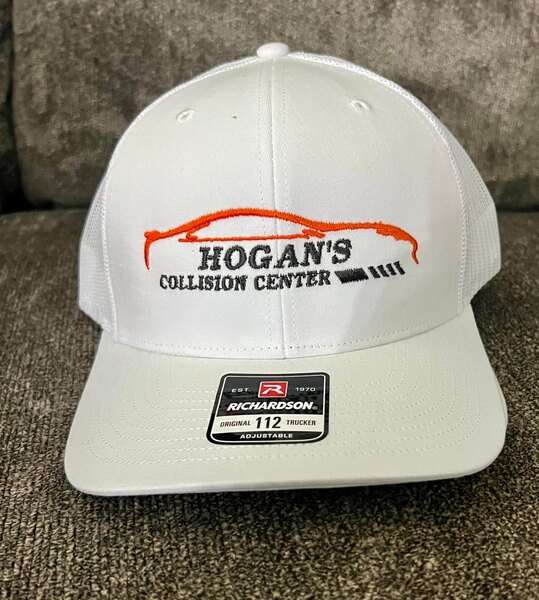 HOGAN'S
COLLISION CENTER
EST. R 1970
RICHARDSON®
ORIGINAL 112 TRUCKER
ADJUSTABLE